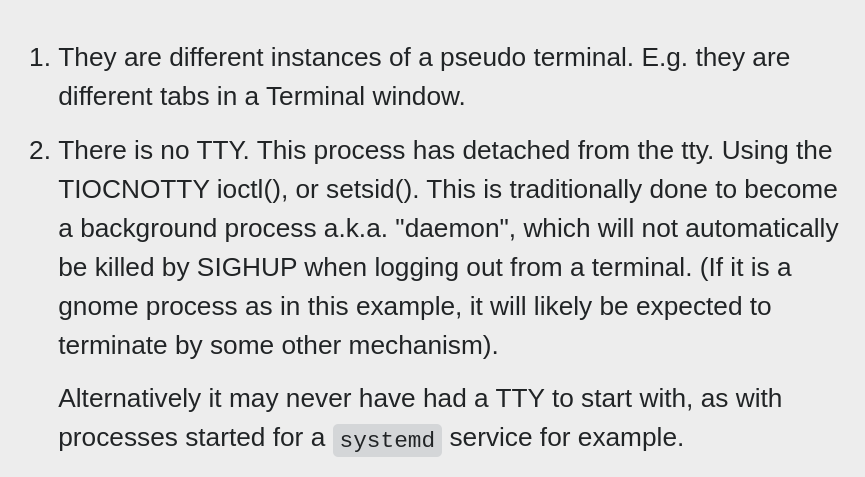 1. They are different instances of a pseudo terminal. E.g. they are
different tabs in a Terminal window.
2. There is no TTY. This process has detached from the tty. Using the
TIOCNOTTY ioctl(), or setsid(). This is traditionally done to become
a background process a.k.a. "daemon", which will not automatically
be killed by SIGHUP when logging out from a terminal. (If it is a
gnome process as in this example, it will likely be expected to
terminate by some other mechanism).
Alternatively it may never have had a TTY to start with, as with
processes started for a systemd service for example.